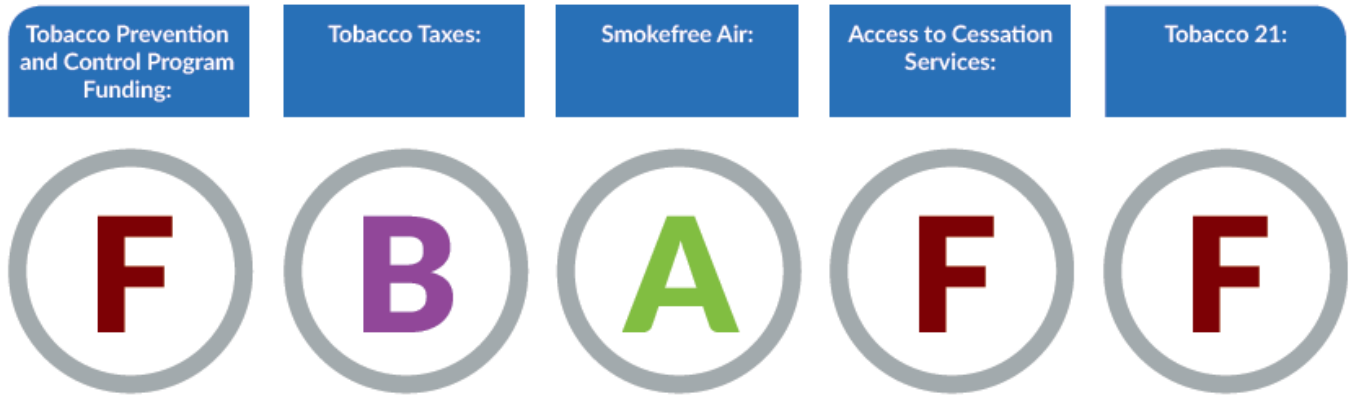 Tobacco Prevention
and Control Program
Funding:
Tobacco Taxes:
Smokefree Air:
Access to Cessation
Services:
Tobacco 21:
F
B
A
F
F